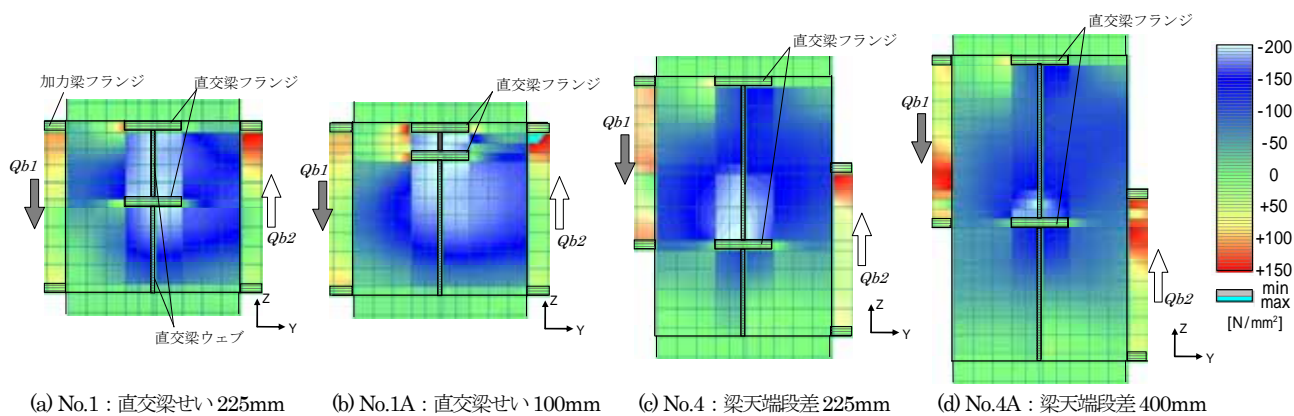 加力梁フランジ
直交梁フランジ
Qb1
Qb2
Z
Y
直交梁ウェブ
(a) No.1：直交梁せい 225mm
直交梁フランジ
Qb1
Qb2
Z
Y
(b) No.1A：直交梁せい 100mm
直交梁フランジ
Qb1
Qb2
Z
Y
(c) No.4：梁天端段差 225mm
直交梁フランジ
Qb1
Qb2
Z
Y
(d) No.4A：梁天端段差 400mm
-200
-150
-100
-50
0
+50
+100
+150
min
max
[N/mm²]